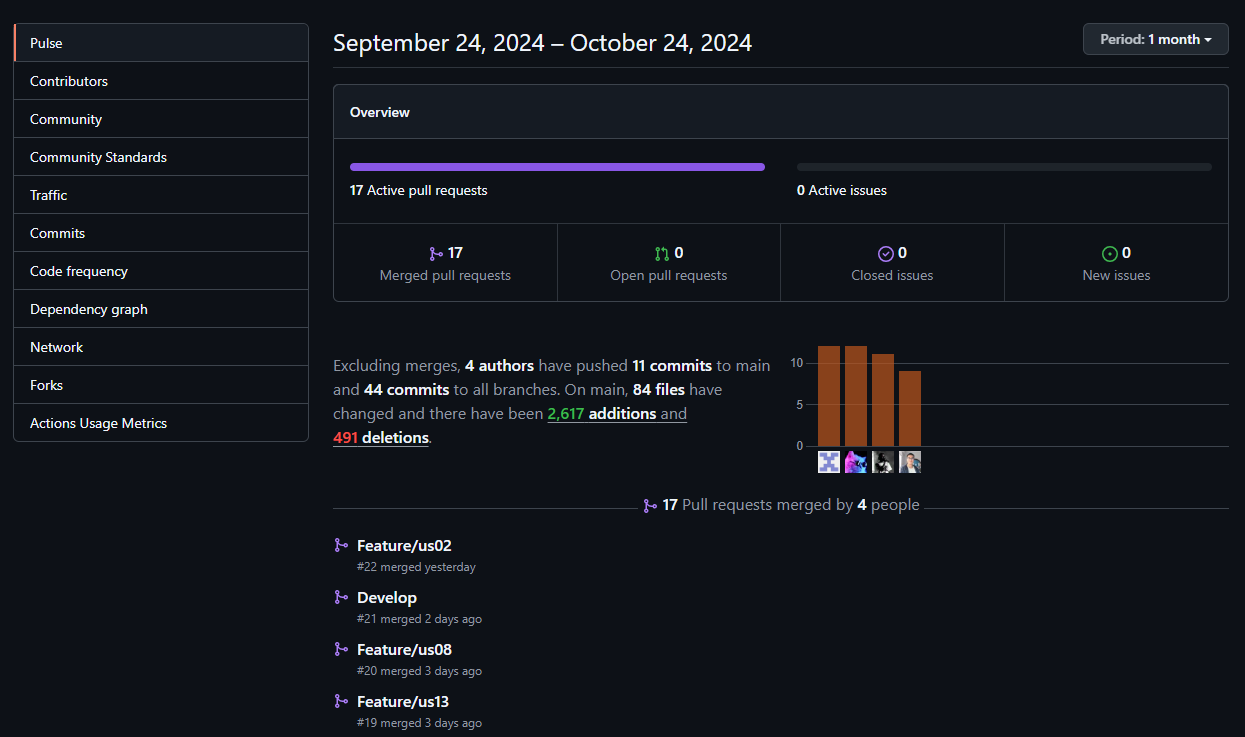 Pulse
Contributors
Community
Community Standards
Traffic
Commits
Code frequency
Dependency graph
Network
Forks
Actions Usage Metrics
September 24, 2024 – October 24, 2024
Period: 1 month
Overview
17 Active pull requests
0 Active issues
17
Merged pull requests
0
Open pull requests
0
Closed issues
0
New issues
Excluding merges, 4 authors have pushed 11 commits to main
and 44 commits to all branches. On main, 84 files have
changed and there have been 2,617 additions and
491 deletions.
10
5
0
17 Pull requests merged by 4 people
Feature/us02
#22 merged yesterday
Develop
#21 merged 2 days ago
Feature/us08
#20 merged 3 days ago
Feature/us13
#19 merged 3 days ago